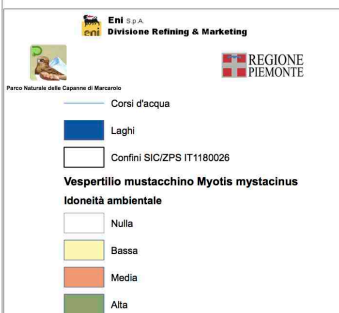 Eni S.p.A.
Divisione Refining & Marketing
eni
REGIONE
PIEMONTE
Parco Naturale delle Capanne di Marcarolo
Corsi d'acqua
Laghi
Confini SIC/ZPS IT1180026
Vespertilio mustacchino Myotis mystacinus
Idoneità ambientale
Nulla
Bassa
Media
Alta